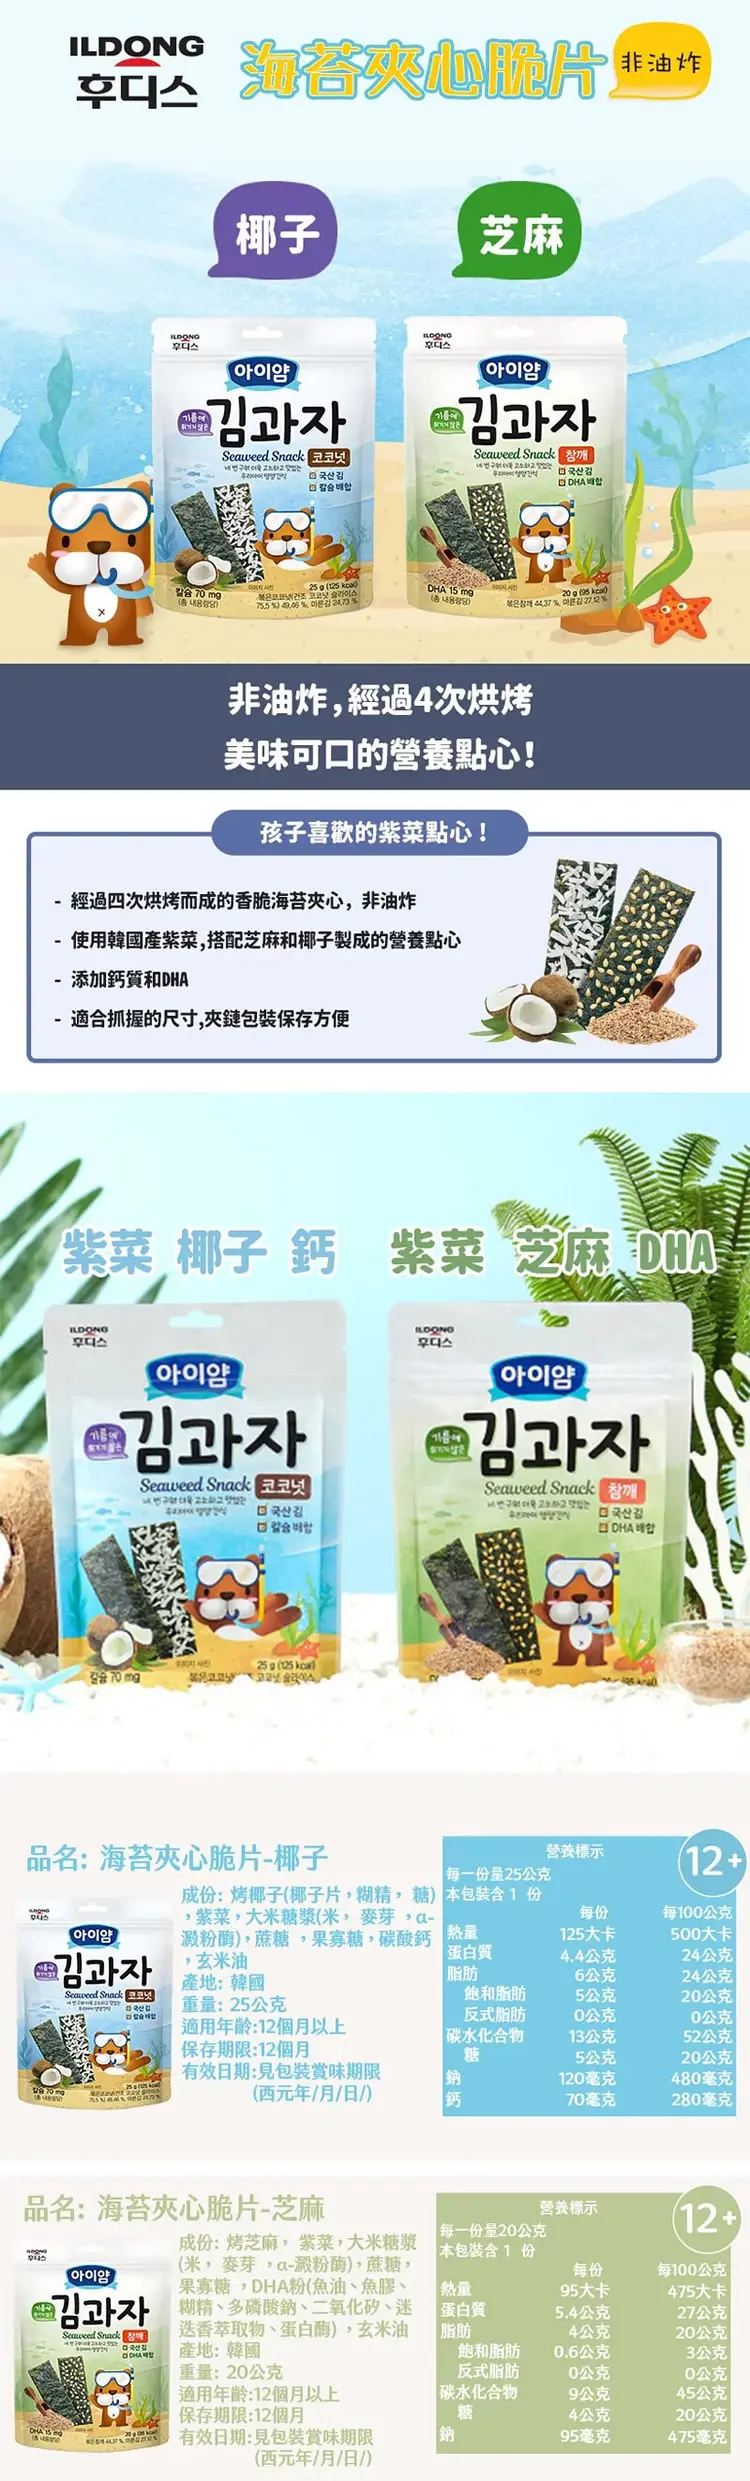 ILDONG
후디스
海苔夾心脆片
非油炸
椰子
芝麻
ILDONG
후디스
아이얌
기름에
튀기지 않은
김과자
Seaweed Snack 코코넛
네 번 구워 더욱 고소하고 맛있는
우리아이 영양간식
국산 김
칼슘 배합
칼슘 70 mg
(총 내용량당)
이미지 사진
25 g (125 kcal)
볶은코코넛(건조 코코넛 슬라이스
75.5 %) 49.46 %, 마른김 24.73 %
ILDONG
후디스
아이얌
기름에
튀기지 않은
김과자
Seaweed Snack 참깨
네 번 구워 더욱 고소하고 맛있는
우리아이 영양간식
국산 김
DHA 배합
DHA 15 mg
(총 내용량당)
이미지 사진
20 g (95 kcal)
볶은참깨 44.37 %, 마른김 27.12 %
非油炸,經過4次烘烤
美味可口的營養點心!
孩子喜歡的紫菜點心！
- 經過四次烘烤而成的香脆海苔夾心，非油炸
- 使用韓國產紫菜,搭配芝麻和椰子製成的營養點心
- 添加鈣質和DHA
- 適合抓握的尺寸,夾鏈包裝保存方便
紫菜 椰子 鈣
紫菜 芝麻 DHA
ILDONG
후디스
아이얌
기름에
튀기지 않은
김과자
Seaweed Snack 코코넛
네 번 구워 더욱 고소하고 맛있는
우리아이 영양간식
국산 김
칼슘 배합
칼슘 70 mg
이미지 사진
25 g (125 kcal)
ILDONG
후디스
아이얌
기름에
튀기지 않은
김과자
Seaweed Snack 참깨
네 번 구워 더욱 고소하고 맛있는
우리아이 영양간식
국산 김
DHA 배합
이미지 사진
品名: 海苔夾心脆片-椰子
ILDONG
후디스
아이얌
김과자
Seaweed Snack 코코넛
국산 김
칼슘 배합
칼슘 70 mg
(총 내용량당)
25 g (125 kcal)
成份: 烤椰子(椰子片，糊精， 糖)
，紫菜，大米糖漿(米， 麥芽 ，α-
澱粉酶)，蔗糖 ，果寡糖，碳酸鈣
，玄米油
產地: 韓國
重量: 25公克
適用年齡:12個月以上
保存期限:12個月
有效日期:見包裝賞味期限
(西元年/月/日/)
營養標示
12+
每一份量25公克
本包裝含 1 份
每份 每100公克
熱量 125大卡 500大卡
蛋白質 4.4公克 24公克
脂肪 6公克 24公克
飽和脂肪 5公克 20公克
反式脂肪 0公克 0公克
碳水化合物 13公克 52公克
糖 5公克 20公克
鈉 120毫克 480毫克
鈣 70毫克 280毫克
品名: 海苔夾心脆片-芝麻
ILDONG
후디스
아이얌
김과자
Seaweed Snack 참깨
국산 김
DHA 배합
DHA 15 mg
(총 내용량당)
20 g (95 kcal)
成份: 烤芝麻， 紫菜，大米糖漿
(米， 麥芽 ，α-澱粉酶)，蔗糖，
果寡糖 ，DHA粉(魚油、魚膠、
糊精、多磷酸鈉、二氧化矽、迷
迭香萃取物、蛋白酶) ，玄米油
產地: 韓國
重量: 20公克
適用年齡:12個月以上
保存期限:12個月
有效日期:見包裝賞味期限
(西元年/月/日/)
營養標示
12+
每一份量20公克
本包裝含 1 份
每份 每100公克
熱量 95大卡 475大卡
蛋白質 5.4公克 27公克
脂肪 4公克 20公克
飽和脂肪 0.6公克 3公克
反式脂肪 0公克 0公克
碳水化合物 9公克 45公克
糖 4公克 20公克
鈉 95毫克 475毫克